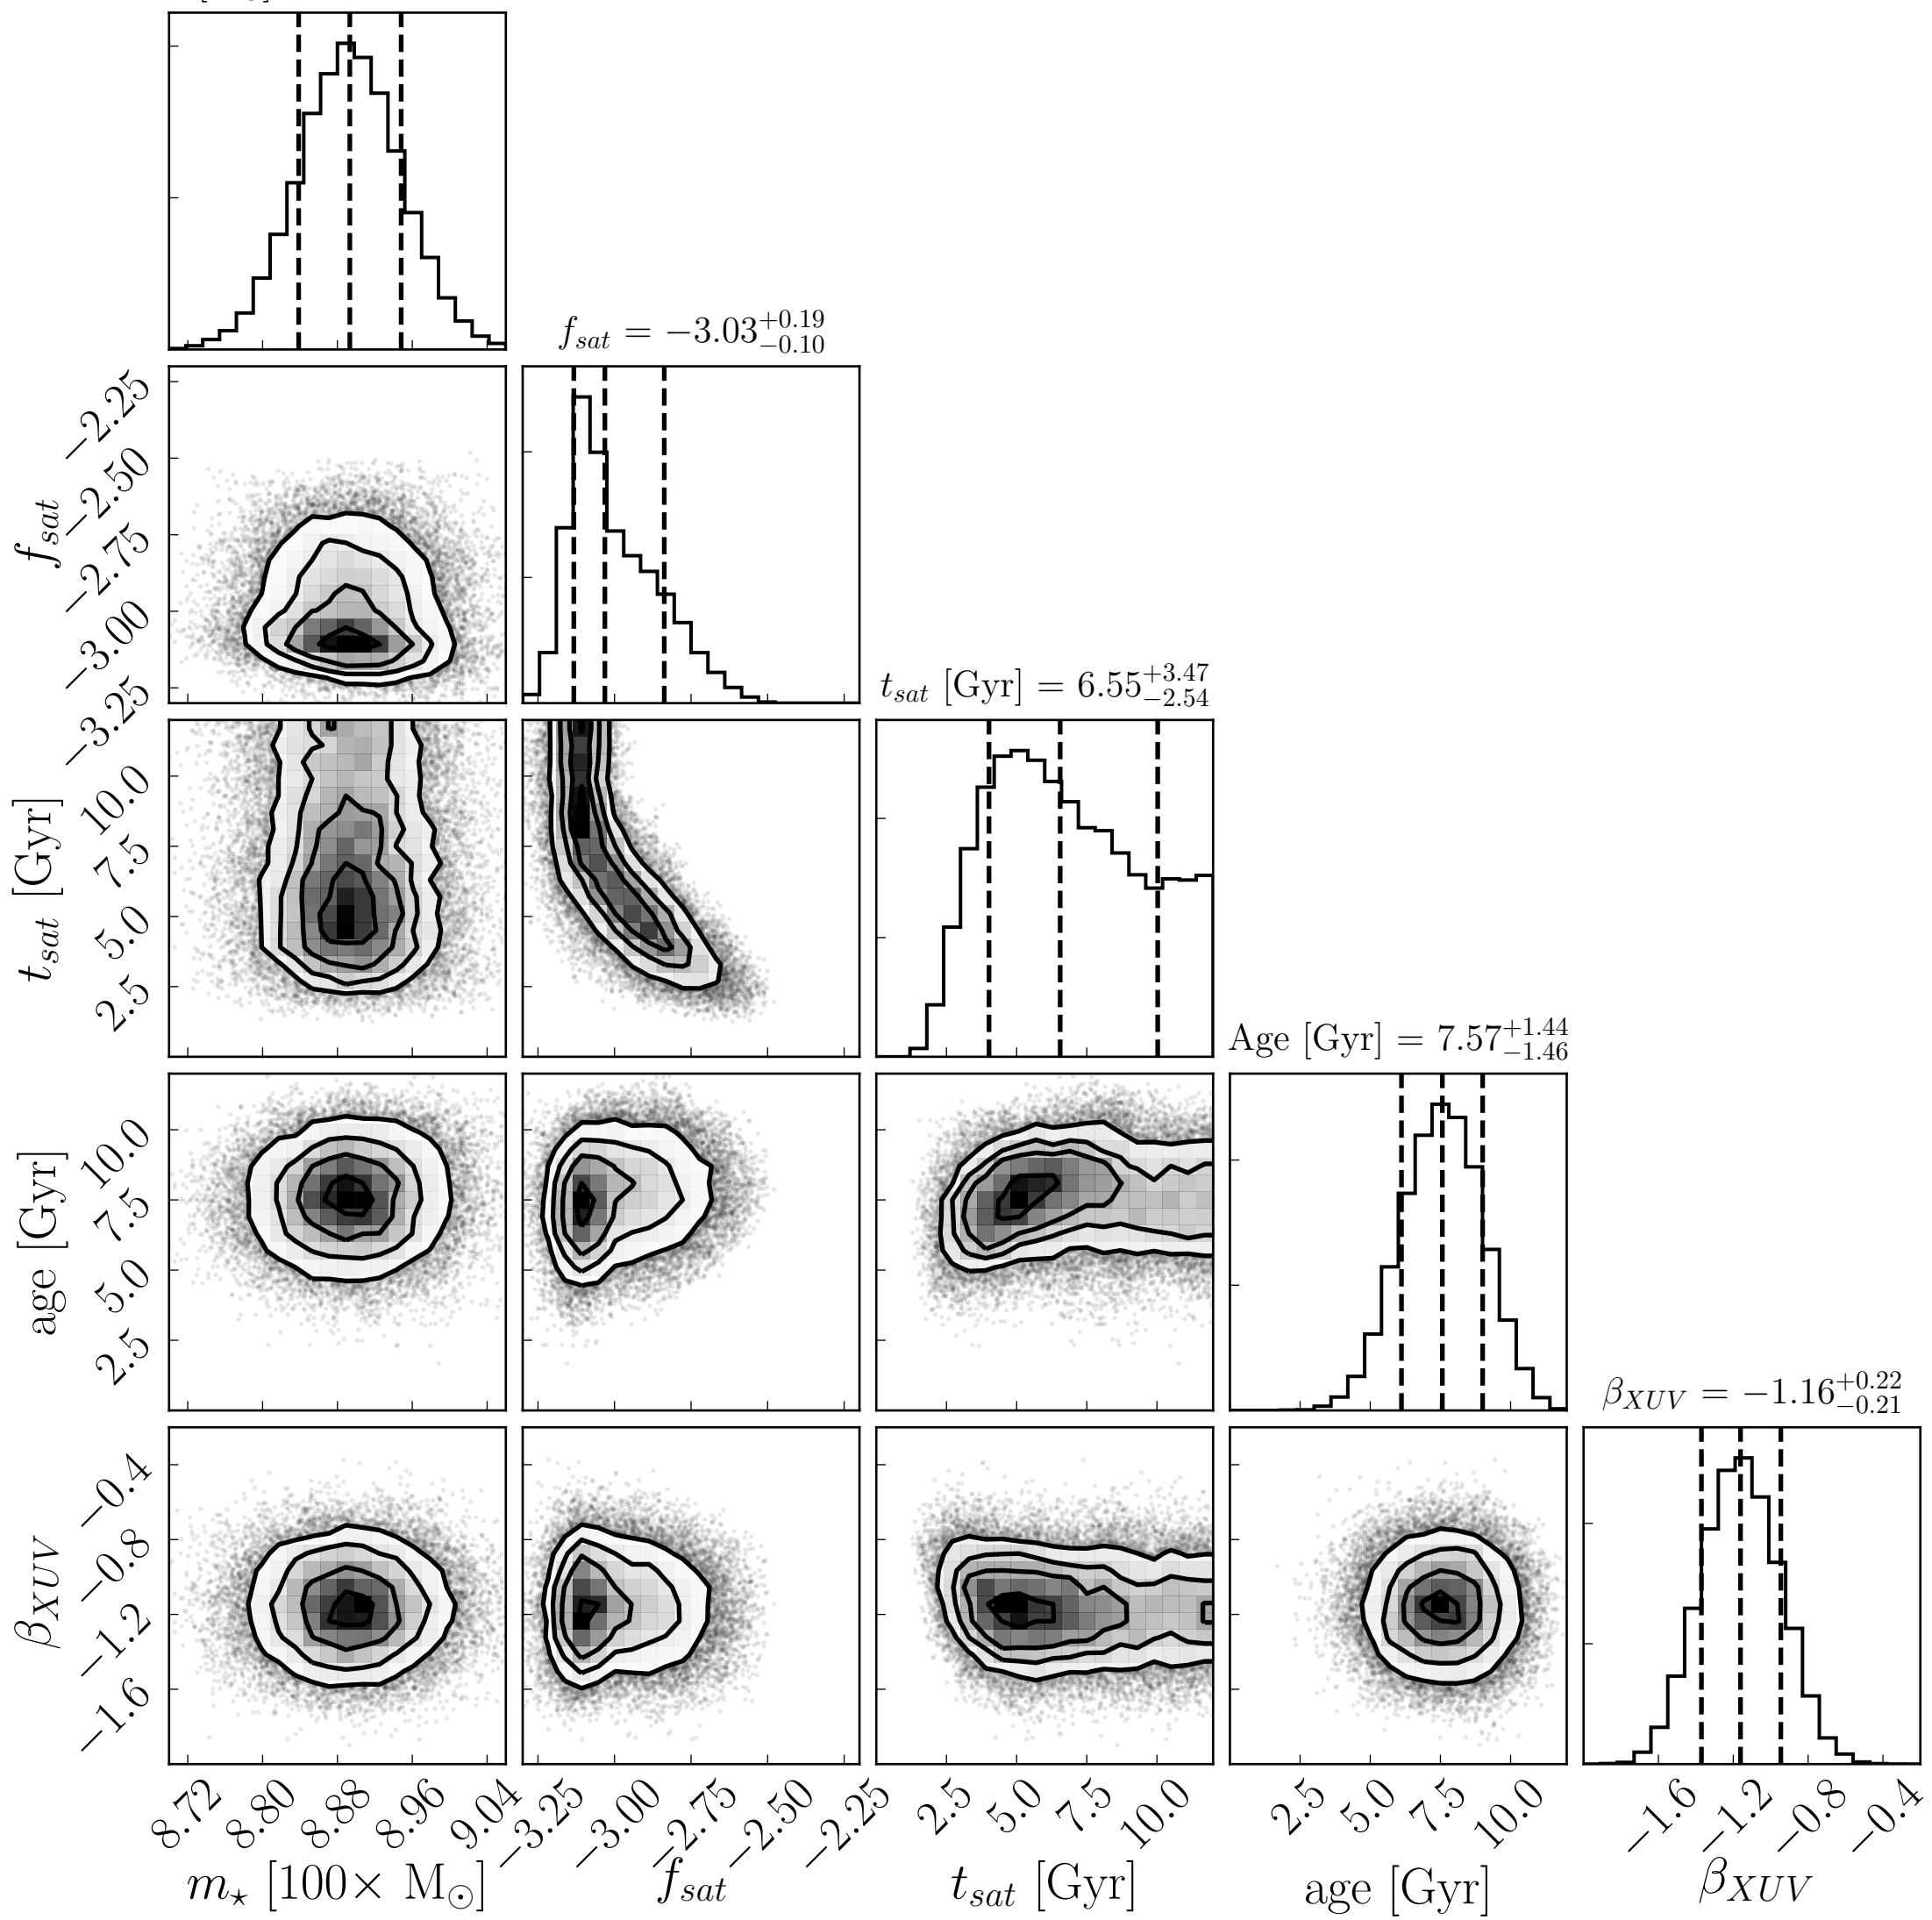 f_sat = −3.03 +0.19 −0.10
−2.25
−2.50
−2.75
−3.00
−3.25
f_sat
t_sat [Gyr] = 6.55 +3.47 −2.54
10.0
7.5
5.0
2.5
t_sat [Gyr]
Age [Gyr] = 7.57 +1.44 −1.46
10.0
7.5
5.0
2.5
age [Gyr]
β_XUV = −1.16 +0.22 −0.21
−0.4
−0.8
−1.2
−1.6
β_XUV
8.72 8.80 8.88 8.96 9.04
−3.25 −3.00 −2.75 −2.50 −2.25
2.5 5.0 7.5 10.0
2.5 5.0 7.5 10.0
−1.6 −1.2 −0.8 −0.4
m⋆ [100× M⊙]
f_sat
t_sat [Gyr]
age [Gyr]
β_XUV